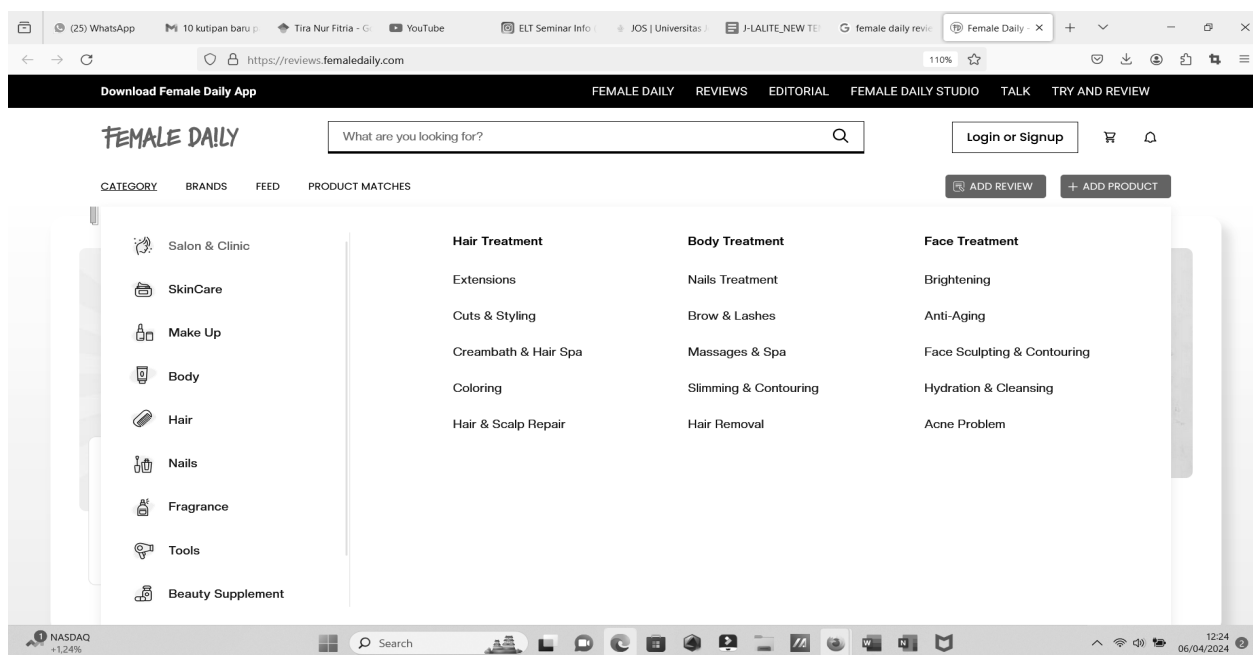 (25) WhatsApp
10 kutipan baru p
Tira Nur Fitria - G
YouTube
ELT Seminar Info
JOS | Universitas
J-LALITE_NEW TE
female daily revie
Female Daily -
https://reviews.femaledaily.com
110%
Download Female Daily App
FEMALE DAILY REVIEWS EDITORIAL FEMALE DAILY STUDIO TALK TRY AND REVIEW
FEMALE DAILY
What are you looking for?
Login or Signup
CATEGORY BRANDS FEED PRODUCT MATCHES
ADD REVIEW
+ ADD PRODUCT
Salon & Clinic
SkinCare
Make Up
Body
Hair
Nails
Fragrance
Tools
Beauty Supplement
Hair Treatment
Extensions
Cuts & Styling
Creambath & Hair Spa
Coloring
Hair & Scalp Repair
Body Treatment
Nails Treatment
Brow & Lashes
Massages & Spa
Slimming & Contouring
Hair Removal
Face Treatment
Brightening
Anti-Aging
Face Sculpting & Contouring
Hydration & Cleansing
Acne Problem
1
NASDAQ
+1,24%
Search
12:24
06/04/2024
2